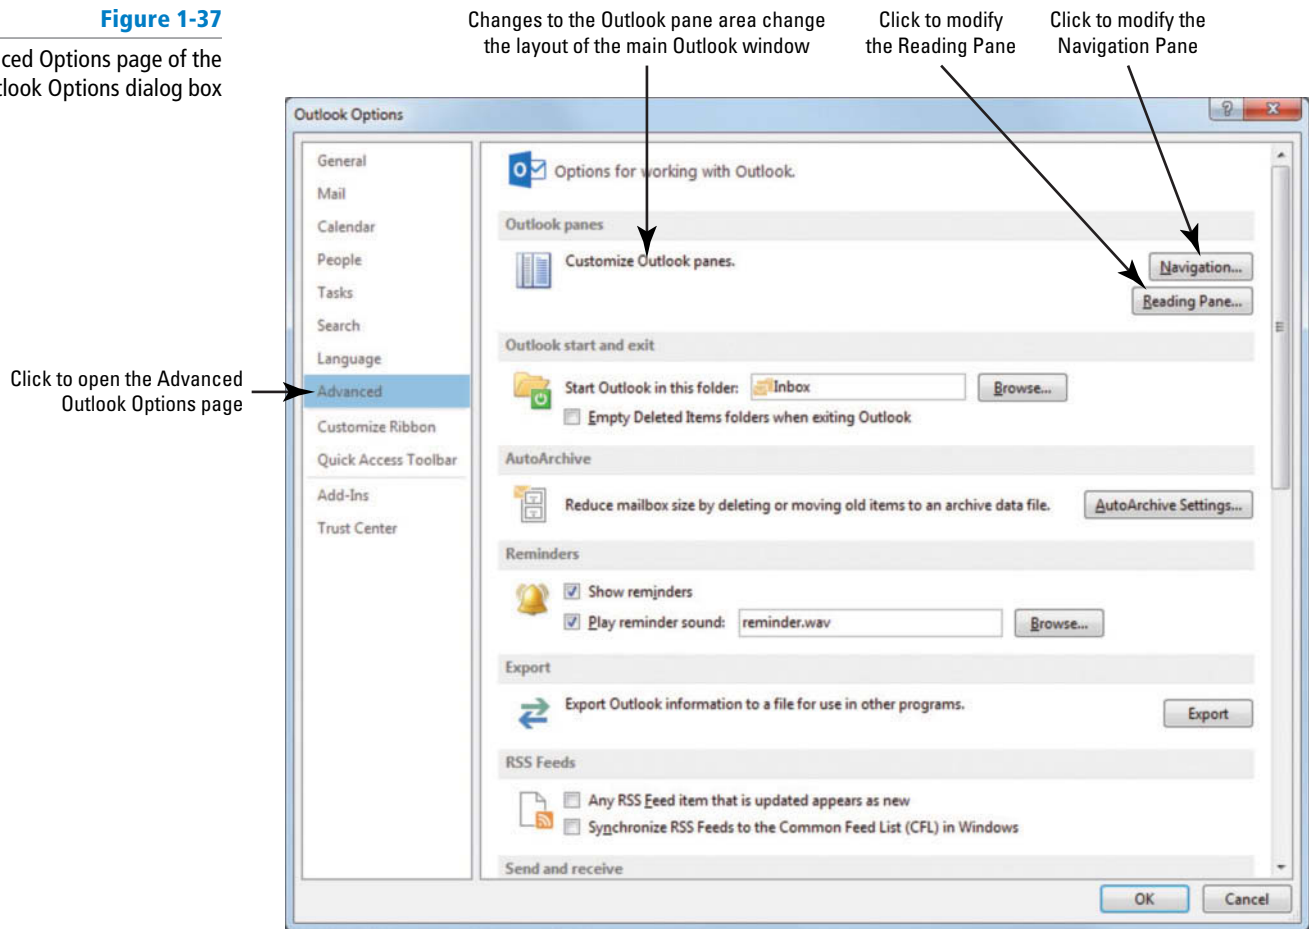 Figure 1-37
ced Options page of the
tlook Options dialog box
Changes to the Outlook pane area change
the layout of the main Outlook window
Click to modify
the Reading Pane
Click to modify the
Navigation Pane
Click to open the Advanced
Outlook Options page
Outlook Options
General
Mail
Calendar
People
Tasks
Search
Language
Advanced
Customize Ribbon
Quick Access Toolbar
Add-Ins
Trust Center
Options for working with Outlook.
Outlook panes
Customize Outlook panes.
Navigation...
Reading Pane...
Outlook start and exit
Start Outlook in this folder: Inbox Browse...
Empty Deleted Items folders when exiting Outlook
AutoArchive
Reduce mailbox size by deleting or moving old items to an archive data file. AutoArchive Settings...
Reminders
Show reminders
Play reminder sound: reminder.wav Browse...
Export
Export Outlook information to a file for use in other programs.
Export
RSS Feeds
Any RSS Feed item that is updated appears as new
Synchronize RSS Feeds to the Common Feed List (CFL) in Windows
Send and receive
OK Cancel